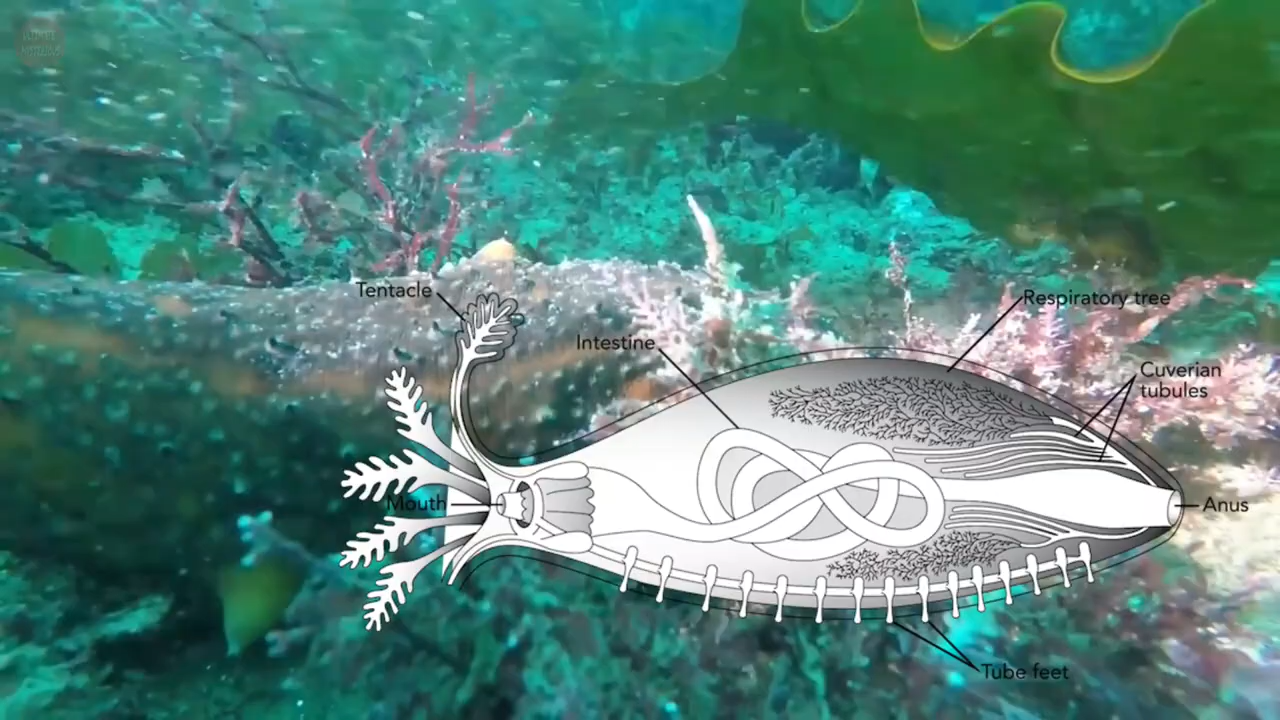 Tentacle
Respiratory tree
Intestine
Cuverian
tubules
Mouth
Anus
Tube feet